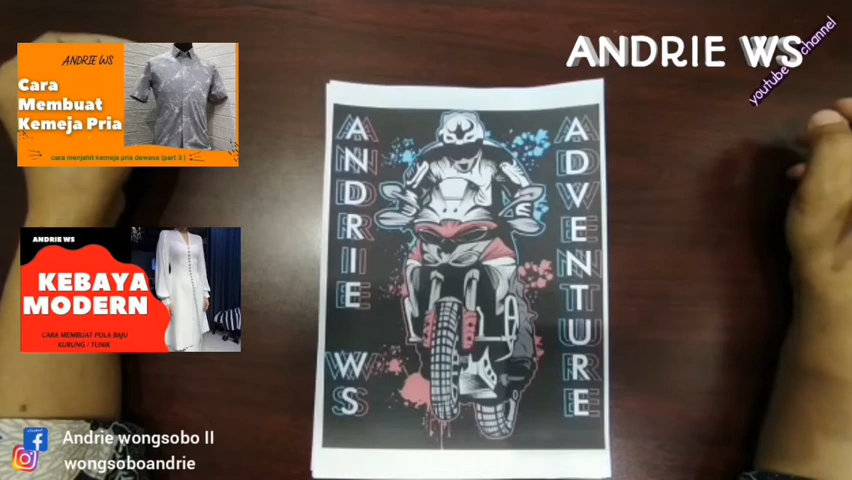 ANDRIE WS
youtube channel
ANDRIE WS
Cara
Membuat
Kemeja Pria
cara menjahit kemeja pria dewasa (part 3)
ANDRIE WS
KEBAYA
MODERN
CARA MEMBUAT POLA BAJU
KURUNG / TUNIK
ANDRIE WS
ADVENTURE
Andrie wongsobo II
wongsoboandrie